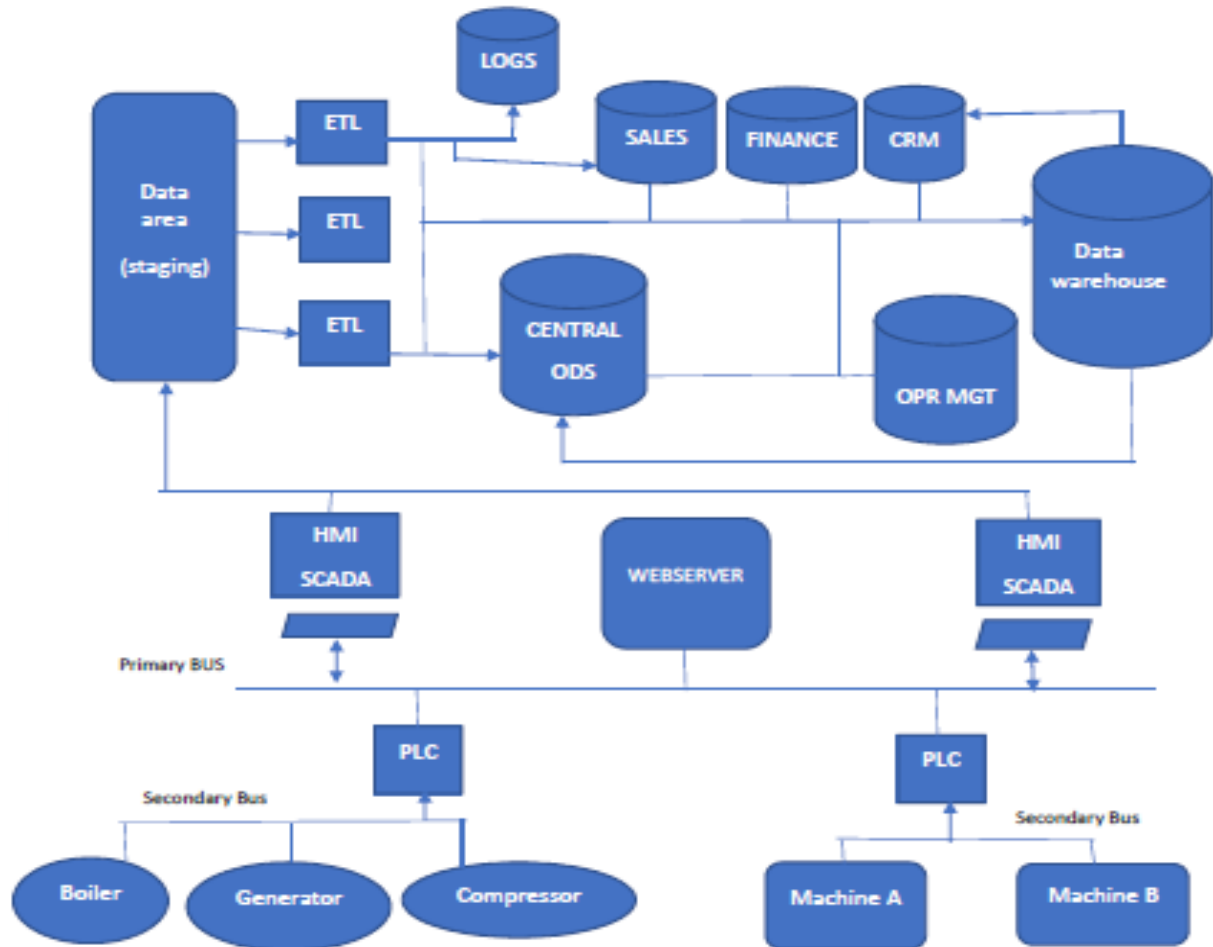 LOGS
ETL
SALES
FINANCE
CRM
Data
area
(staging)
ETL
Data
warehouse
ETL
CENTRAL
ODS
OPR MGT
HMI
SCADA
WEBSERVER
HMI
SCADA
Primary BUS
PLC
PLC
Secondary Bus
Secondary Bus
Boiler
Generator
Compressor
Machine A
Machine B